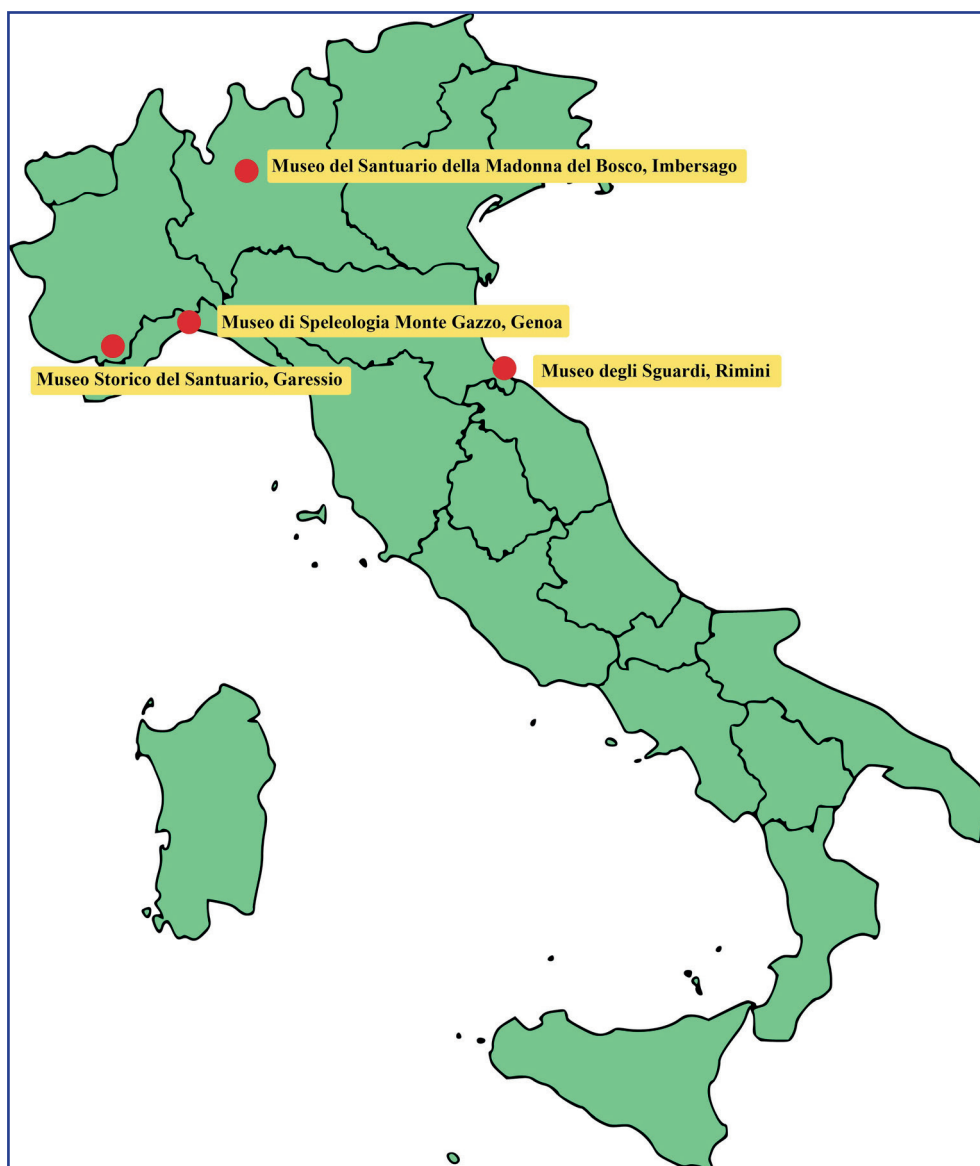 Museo del Santuario della Madonna del Bosco, Imbersago
Museo di Speleologia Monte Gazzo, Genoa
Museo Storico del Santuario, Garessio
Museo degli Sguardi, Rimini